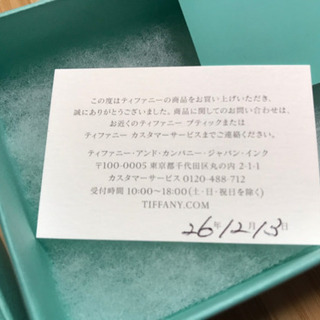 この度はティファニーの商品をお買い上げいただき、
誠にありがとうございました。商品に関してのお問い合わせは、
お近くのティファニー ブティックまたは
ティファニー カスタマーサービスまでご連絡ください。
ティファニー・アンド・カンパニー・ジャパン・インク
〒100-0005 東京都千代田区丸の内 2-1-1
カスタマーサービス 0120-488-712
受付時間 10:00〜18:00(土・日・祝日を除く)
TIFFANY.COM
26年12月13日